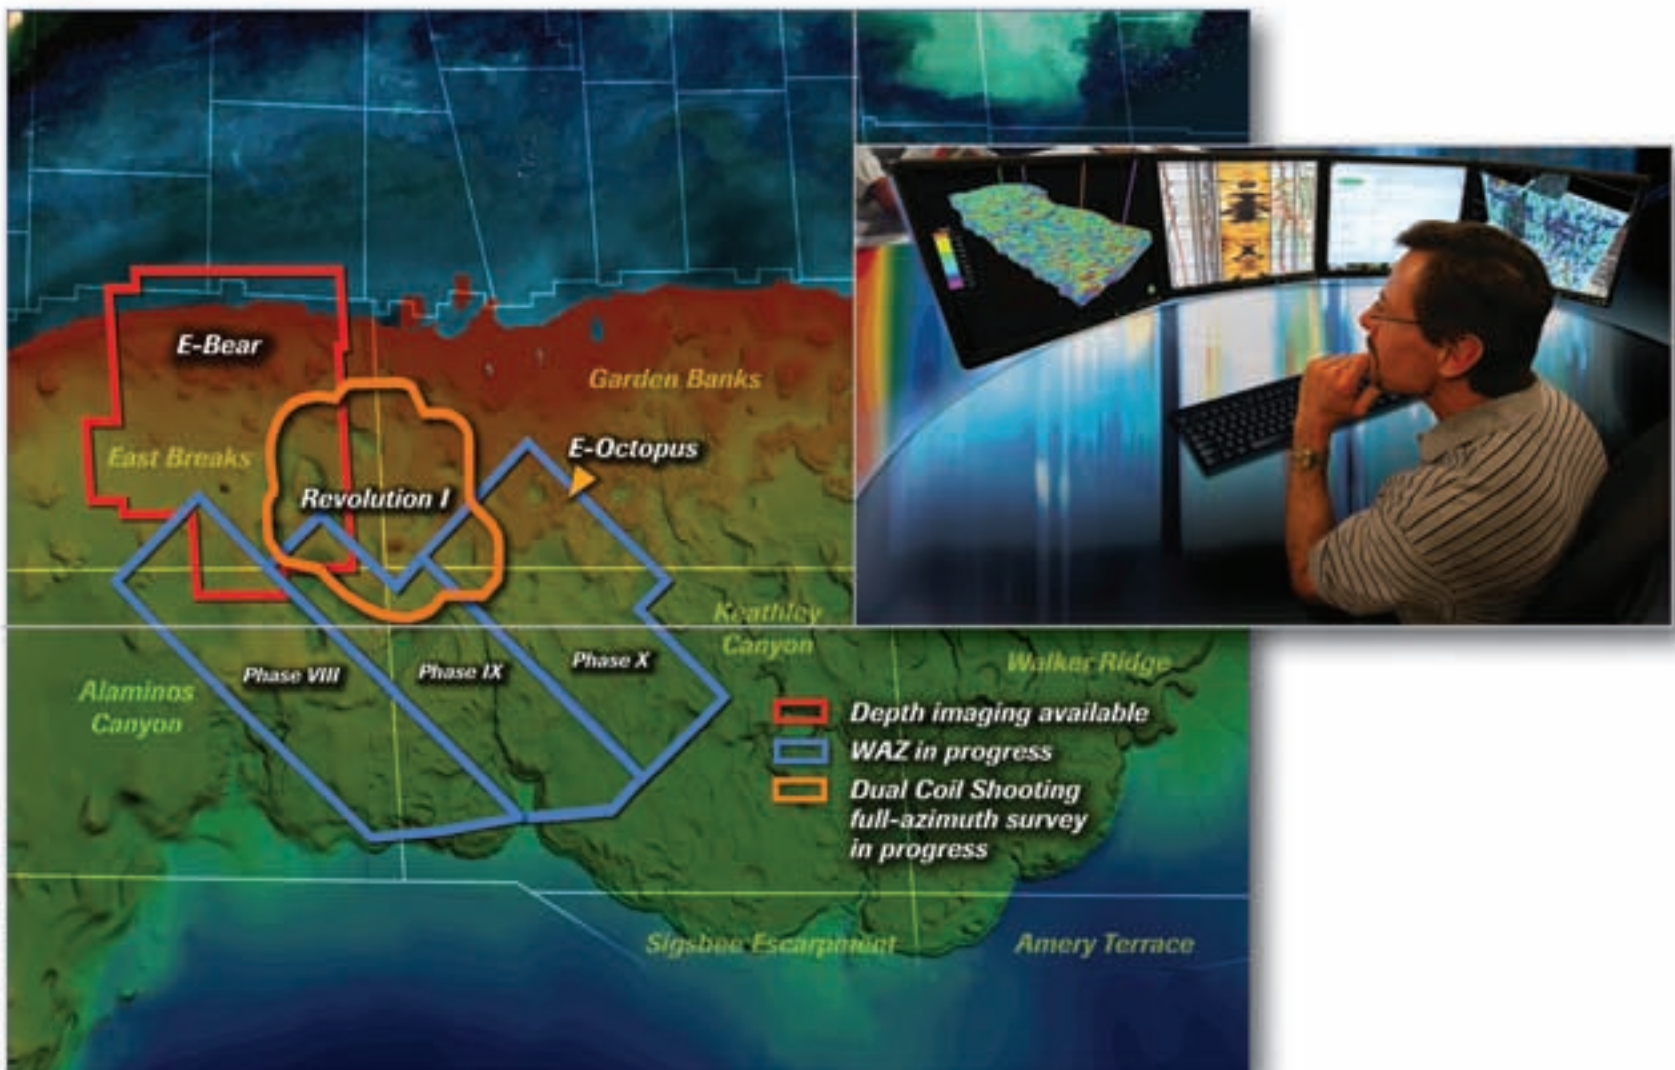 E-Bear
Garden Banks
East Breaks
E-Octopus
Revolution I
Keathley
Canyon
Phase VIII
Phase IX
Phase X
Walker Ridge
Alaminos
Canyon
Depth imaging available
WAZ in progress
Dual Coil Shooting
full-azimuth survey
in progress
Sigsbee Escarpment
Amery Terrace